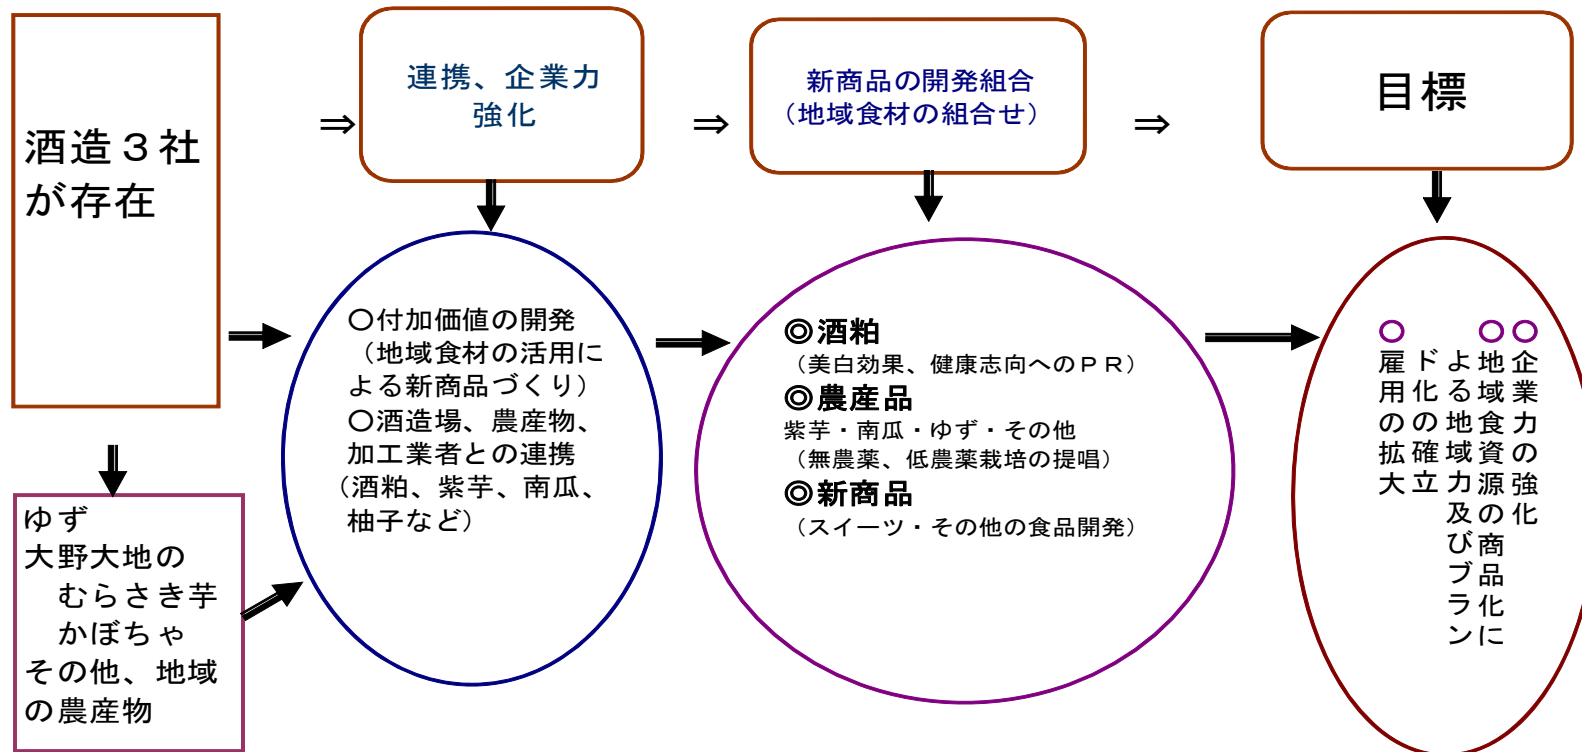 酒造３社
が存在
⇒
連携、企業力
強化
⇒
新商品の開発組合
（地域食材の組合せ）
⇒
目標
ゆず
大野大地の
むらさき芋
かぼちゃ
その他、地域
の農産物
○付加価値の開発
（地域食材の活用に
よる新商品づくり）
○酒造場、農産物、
加工業者との連携
（酒粕、紫芋、南瓜、
柚子など）
◎酒粕
（美白効果、健康志向へのＰＲ）
◎農産品
紫芋・南瓜・ゆず・その他
（無農薬、低農薬栽培の提唱）
◎新商品
（スイーツ・その他の食品開発）
○企業力の強化
○地域食資源の商品化に
よる地域力及びブラン
ド化の確立
○雇用の拡大